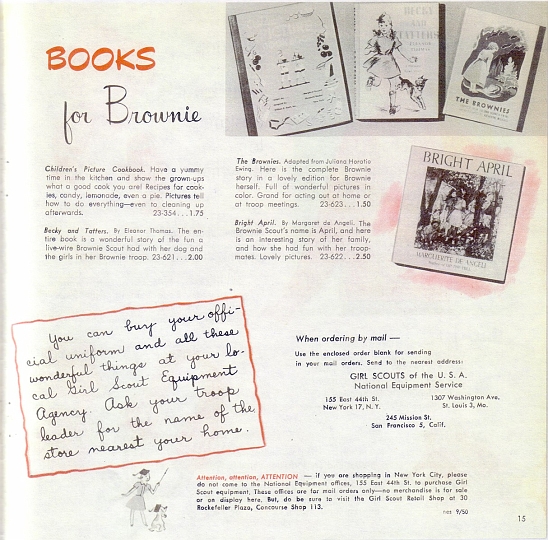 BOOKS
for Brownie
BECKY
AND
TATTERS
THE BROWNIES
Children's Picture Cookbook. Have a yummy
time in the kitchen and show the grown-ups
what a good cook you are! Recipes for cook-
ies, candy, lemonade, even a pie. Pictures tell
how to do everything—even to cleaning up
afterwards. 23-354...1.75
Becky and Tatters. By Eleanor Thomas. The en-
tire book is a wonderful story of the fun a
live-wire Brownie Scout had with her dog and
the girls in her Brownie troop. 23-621...2.00
The Brownies. Adapted from Juliana Horatio
Ewing. Here is the complete Brownie
story in a lovely edition for Brownie
herself. Full of wonderful pictures in
color. Grand for acting out at home or
at troop meetings. 23-623...1.50
Bright April. By Margaret de Angeli. The
Brownie Scout's name is April, and here
is an interesting story of her family,
and how she had fun with her troop-
mates. Lovely pictures. 23-622...2.50
BRIGHT APRIL
MARGUERITE DE ANGELI
You can buy your offi-
cial uniform and all these
wonderful things at your lo-
cal Girl Scout Equipment
Agency. Ask your troop
leader for the name of the
store nearest your home.
When ordering by mail —
Use the enclosed order blank for sending
in your mail orders. Send to the nearest address:
GIRL SCOUTS of the U. S. A.
National Equipment Service
155 East 44th St. 1307 Washington Ave.
New York 17, N. Y. St. Louis 3, Mo.
245 Mission St.
San Francisco 5, Calif.
Attention, attention, ATTENTION — if you are shopping in New York City, please
do not come to the National Equipment offices, 155 East 44th St. to purchase Girl
Scout equipment. These offices are for mail orders only—no merchandise is for sale
or on display here. But, do be sure to visit the Girl Scout Retail Shop at 30
Rockefeller Plaza, Concourse Shop 113.
9/50
15